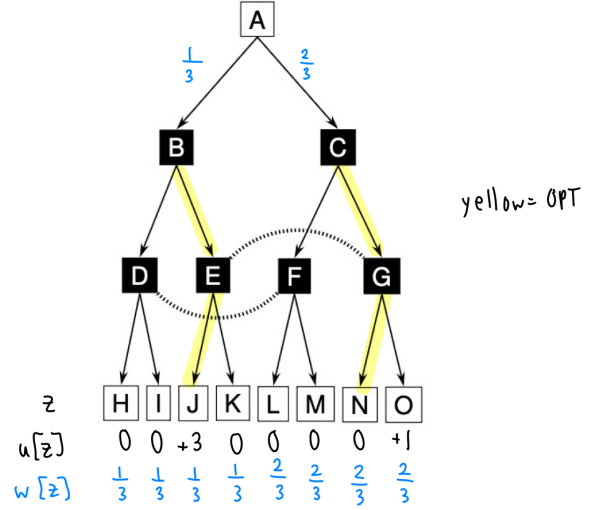 A
1/3 2/3
B C
yellow = OPT
D E F G
z H I J K L M N O
u[z] 0 0 +3 0 0 0 0 +1
w[z] 1/3 1/3 1/3 1/3 2/3 2/3 2/3 2/3